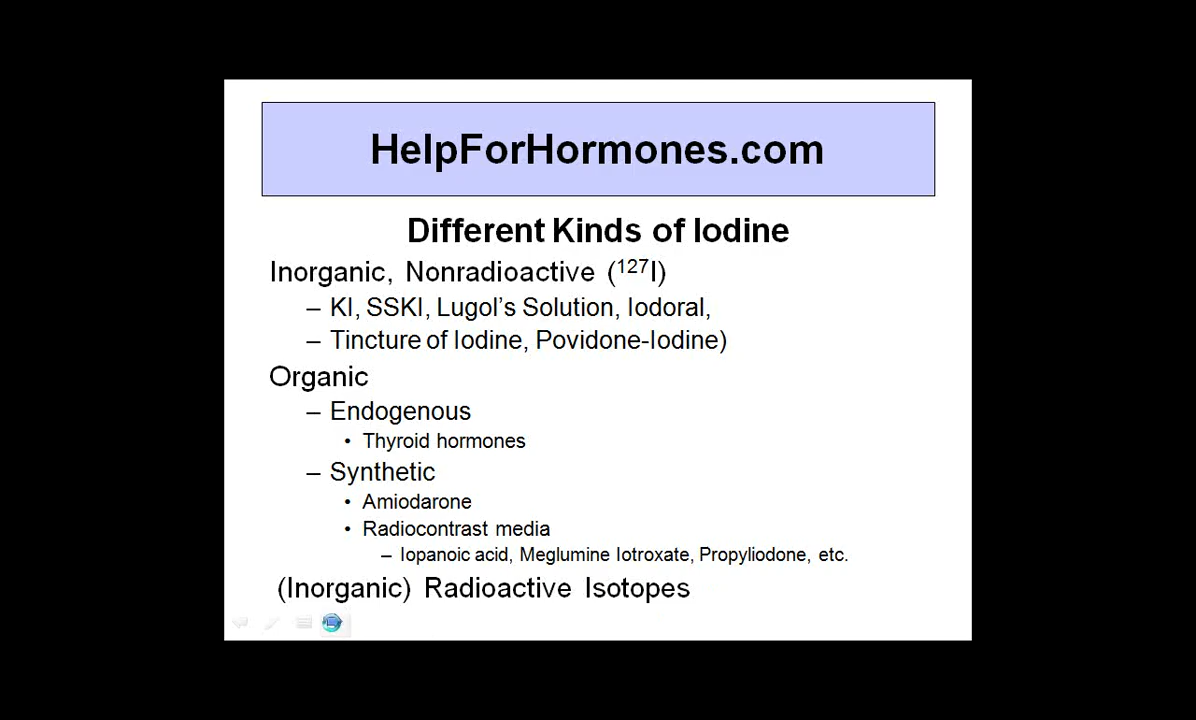 HelpForHormones.com
Different Kinds of Iodine
Inorganic, Nonradioactive (¹²⁷I)
– KI, SSKI, Lugol's Solution, Iodoral,
– Tincture of Iodine, Povidone-Iodine)
Organic
– Endogenous
• Thyroid hormones
– Synthetic
• Amiodarone
• Radiocontrast media
– Iopanoic acid, Meglumine Iotroxate, Propyliodone, etc.
(Inorganic) Radioactive Isotopes